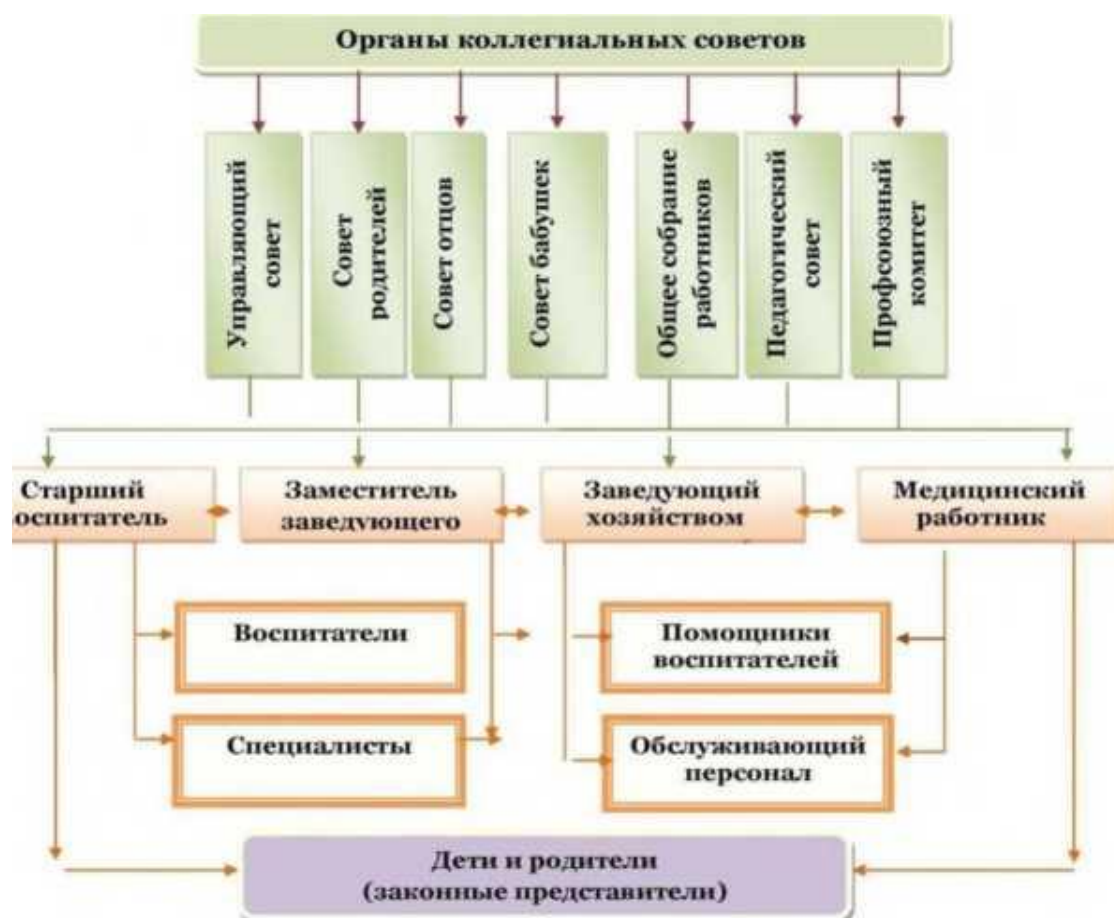 Органы коллегиальных советов
Управляющий
совет
Совет
родителей
Совет отцов
Совет бабушек
Общее собрание
работников
Педагогический
совет
Профсоюзный
комитет
Старший
оспитатель
Заместитель
заведующего
Заведующий
хозяйством
Медицинский
работник
Воспитатели
Помощники
воспитателей
Специалисты
Обслуживающий
персонал
Дети и родители
(законные представители)